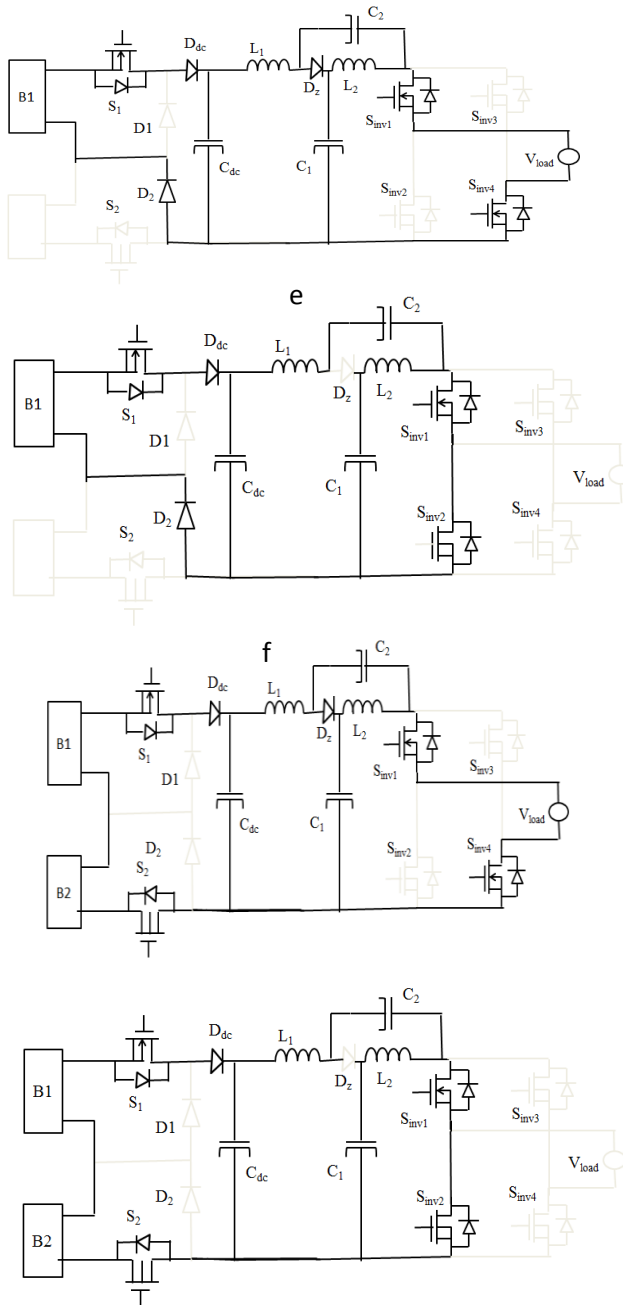 C2
Ddc
L1
B1
Dz
L2
S1
D1
Sinv1
Sinv3
Vload
Cdc
C1
D2
S2
Sinv2
Sinv4
e
C2
Ddc
L1
B1
Dz
L2
S1
D1
Sinv1
Sinv3
Vload
Cdc
C1
D2
S2
Sinv2
Sinv4
f
C2
Ddc
L1
B1
Dz
L2
S1
D1
Sinv1
Sinv3
Vload
Cdc
C1
D2
S2
B2
Sinv2
Sinv4
C2
Ddc
L1
B1
Dz
L2
S1
D1
Sinv1
Sinv3
Vload
Cdc
C1
D2
S2
B2
Sinv2
Sinv4